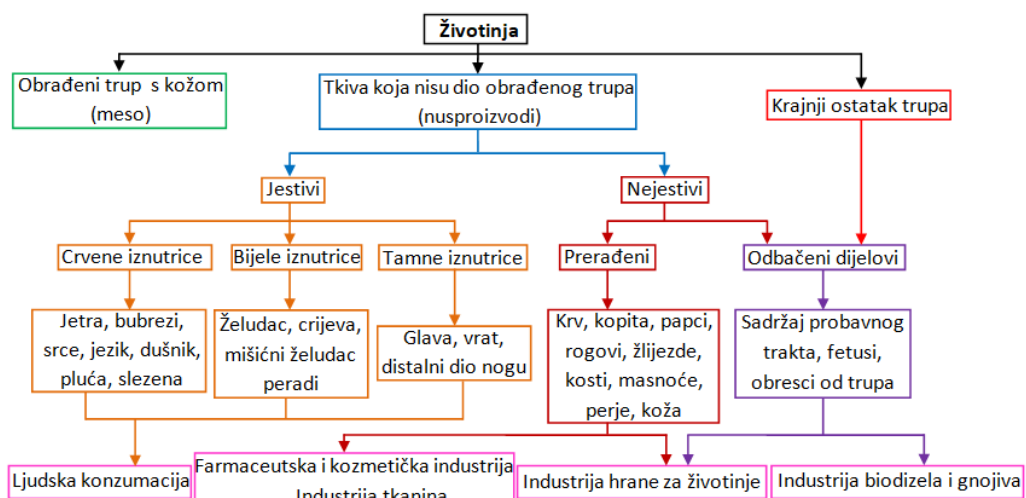 Životinja
Obrađeni trup s kožom
(meso)
Tkiva koja nisu dio obrađenog trupa
(nusproizvodi)
Krajnji ostatak trupa
Jestivi
Nejestivi
Crvene iznutrice
Bijele iznutrice
Tamne iznutrice
Prerađeni
Odbačeni dijelovi
Jetra, bubrezi,
srce, jezik, dušnik,
pluća, slezena
Želudac, crijeva,
mišićni želudac
peradi
Glava, vrat,
distalni dio nogu
Krv, kopita, papci,
rogovi, žlijezde,
kosti, masnoće,
perje, koža
Sadržaj probavnog
trakta, fetusi,
obresci od trupa
Ljudska konzumacija
Farmaceutska i kozmetička industrija
Industrija tkanina
Industrija hrane za životinje
Industrija biodizela i gnojiva